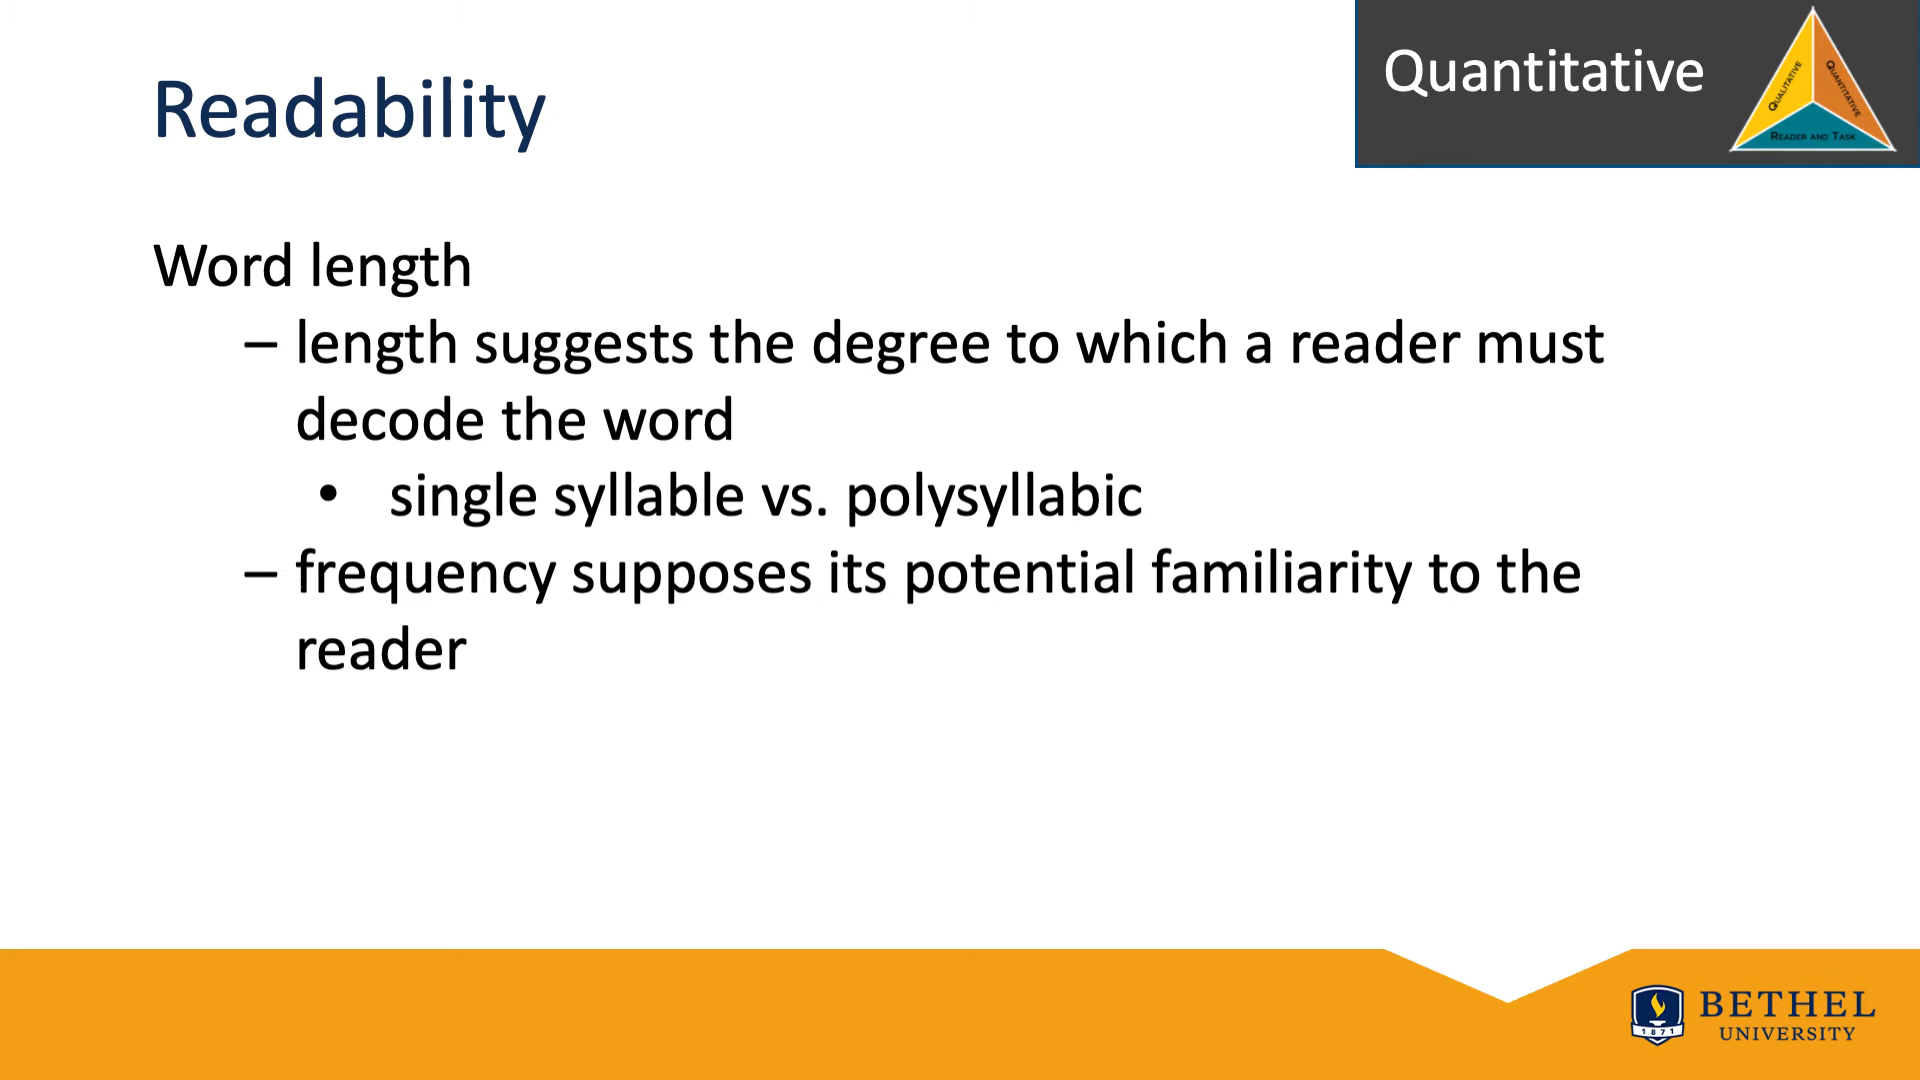 Quantitative
QUALITATIVE
QUANTITATIVE
READER AND TASK
Readability
Word length
– length suggests the degree to which a reader must
decode the word
• single syllable vs. polysyllabic
– frequency supposes its potential familiarity to the
reader
1871
BETHEL
UNIVERSITY